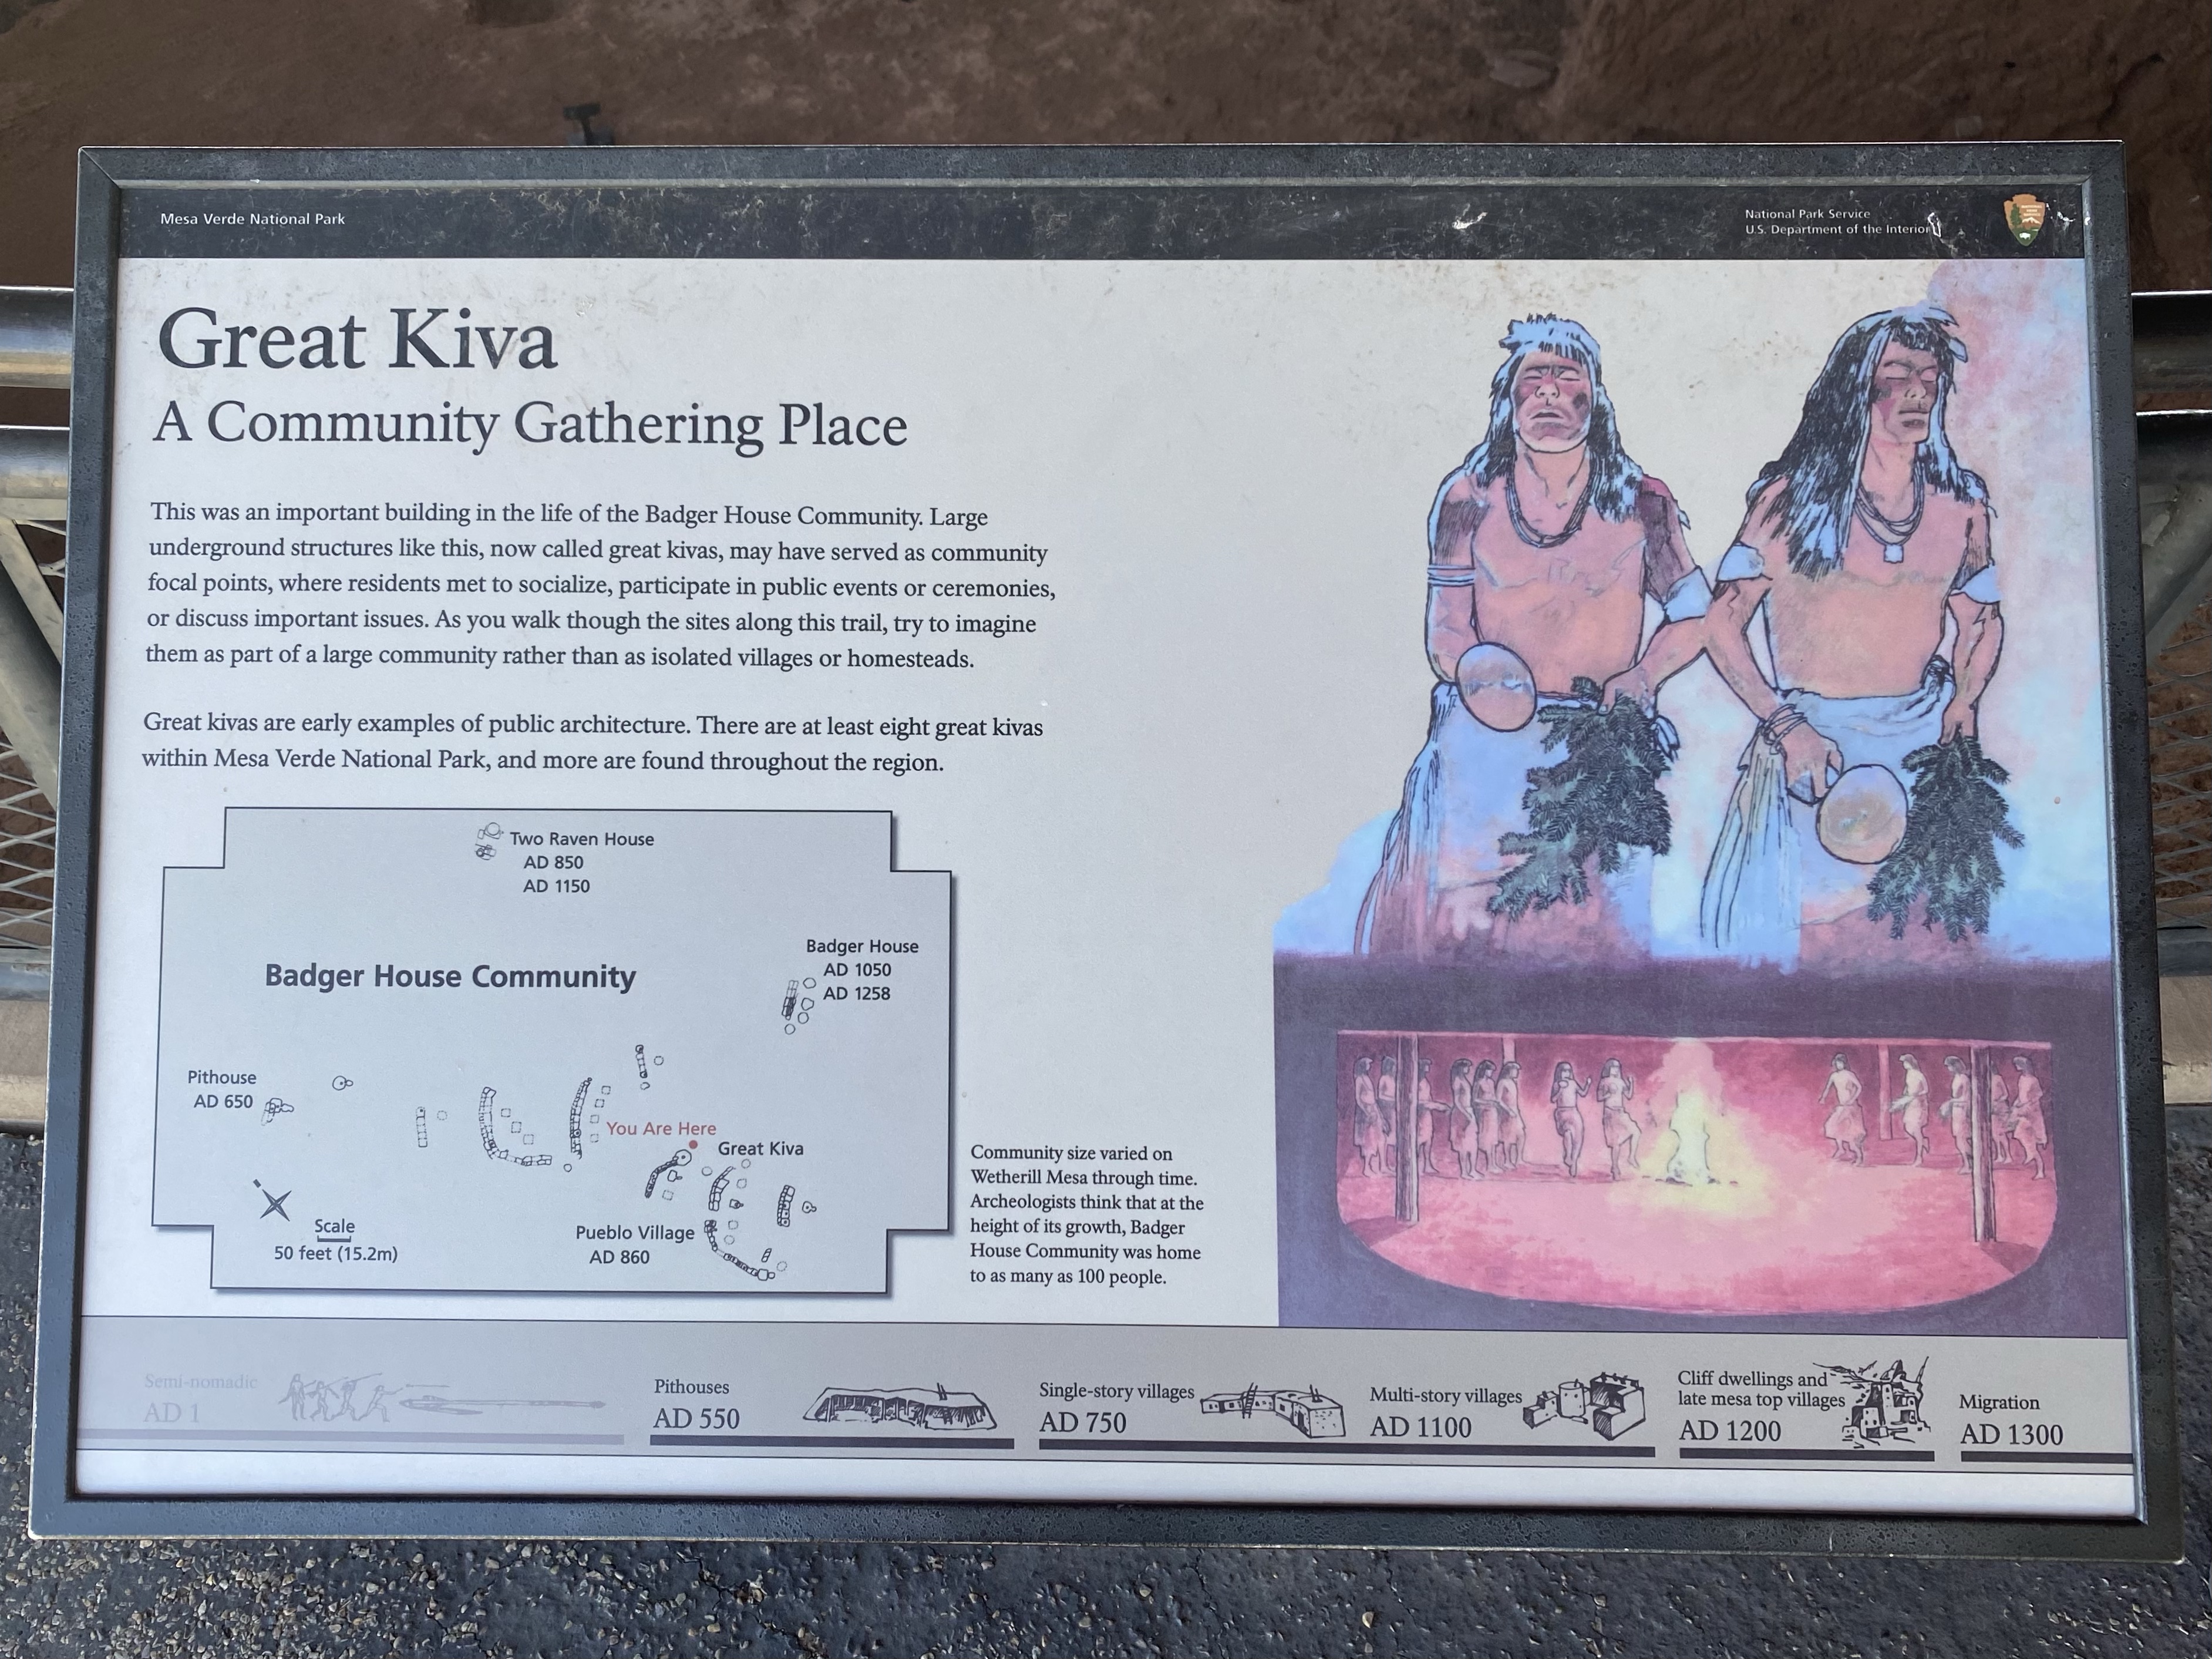 Mesa Verde National Park
National Park Service
U.S. Department of the Interior
Great Kiva
A Community Gathering Place
This was an important building in the life of the Badger House Community. Large
underground structures like this, now called great kivas, may have served as community
focal points, where residents met to socialize, participate in public events or ceremonies,
or discuss important issues. As you walk though the sites along this trail, try to imagine
them as part of a large community rather than as isolated villages or homesteads.
Great kivas are early examples of public architecture. There are at least eight great kivas
within Mesa Verde National Park, and more are found throughout the region.
Two Raven House
AD 850
AD 1150
Badger House Community
Badger House
AD 1050
AD 1258
Pithouse
AD 650
You Are Here
Great Kiva
Pueblo Village
AD 860
Scale
50 feet (15.2m)
Community size varied on
Wetherill Mesa through time.
Archeologists think that at the
height of its growth, Badger
House Community was home
to as many as 100 people.
Semi-nomadic
AD 1
Pithouses
AD 550
Single-story villages
AD 750
Multi-story villages
AD 1100
Cliff dwellings and
late mesa top villages
AD 1200
Migration
AD 1300